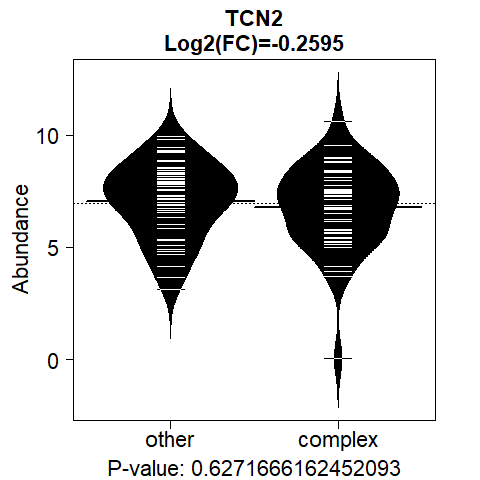 TCN2
Log2(FC)=-0.2595
Abundance
10
5
0
other
complex
P-value: 0.6271666162452093